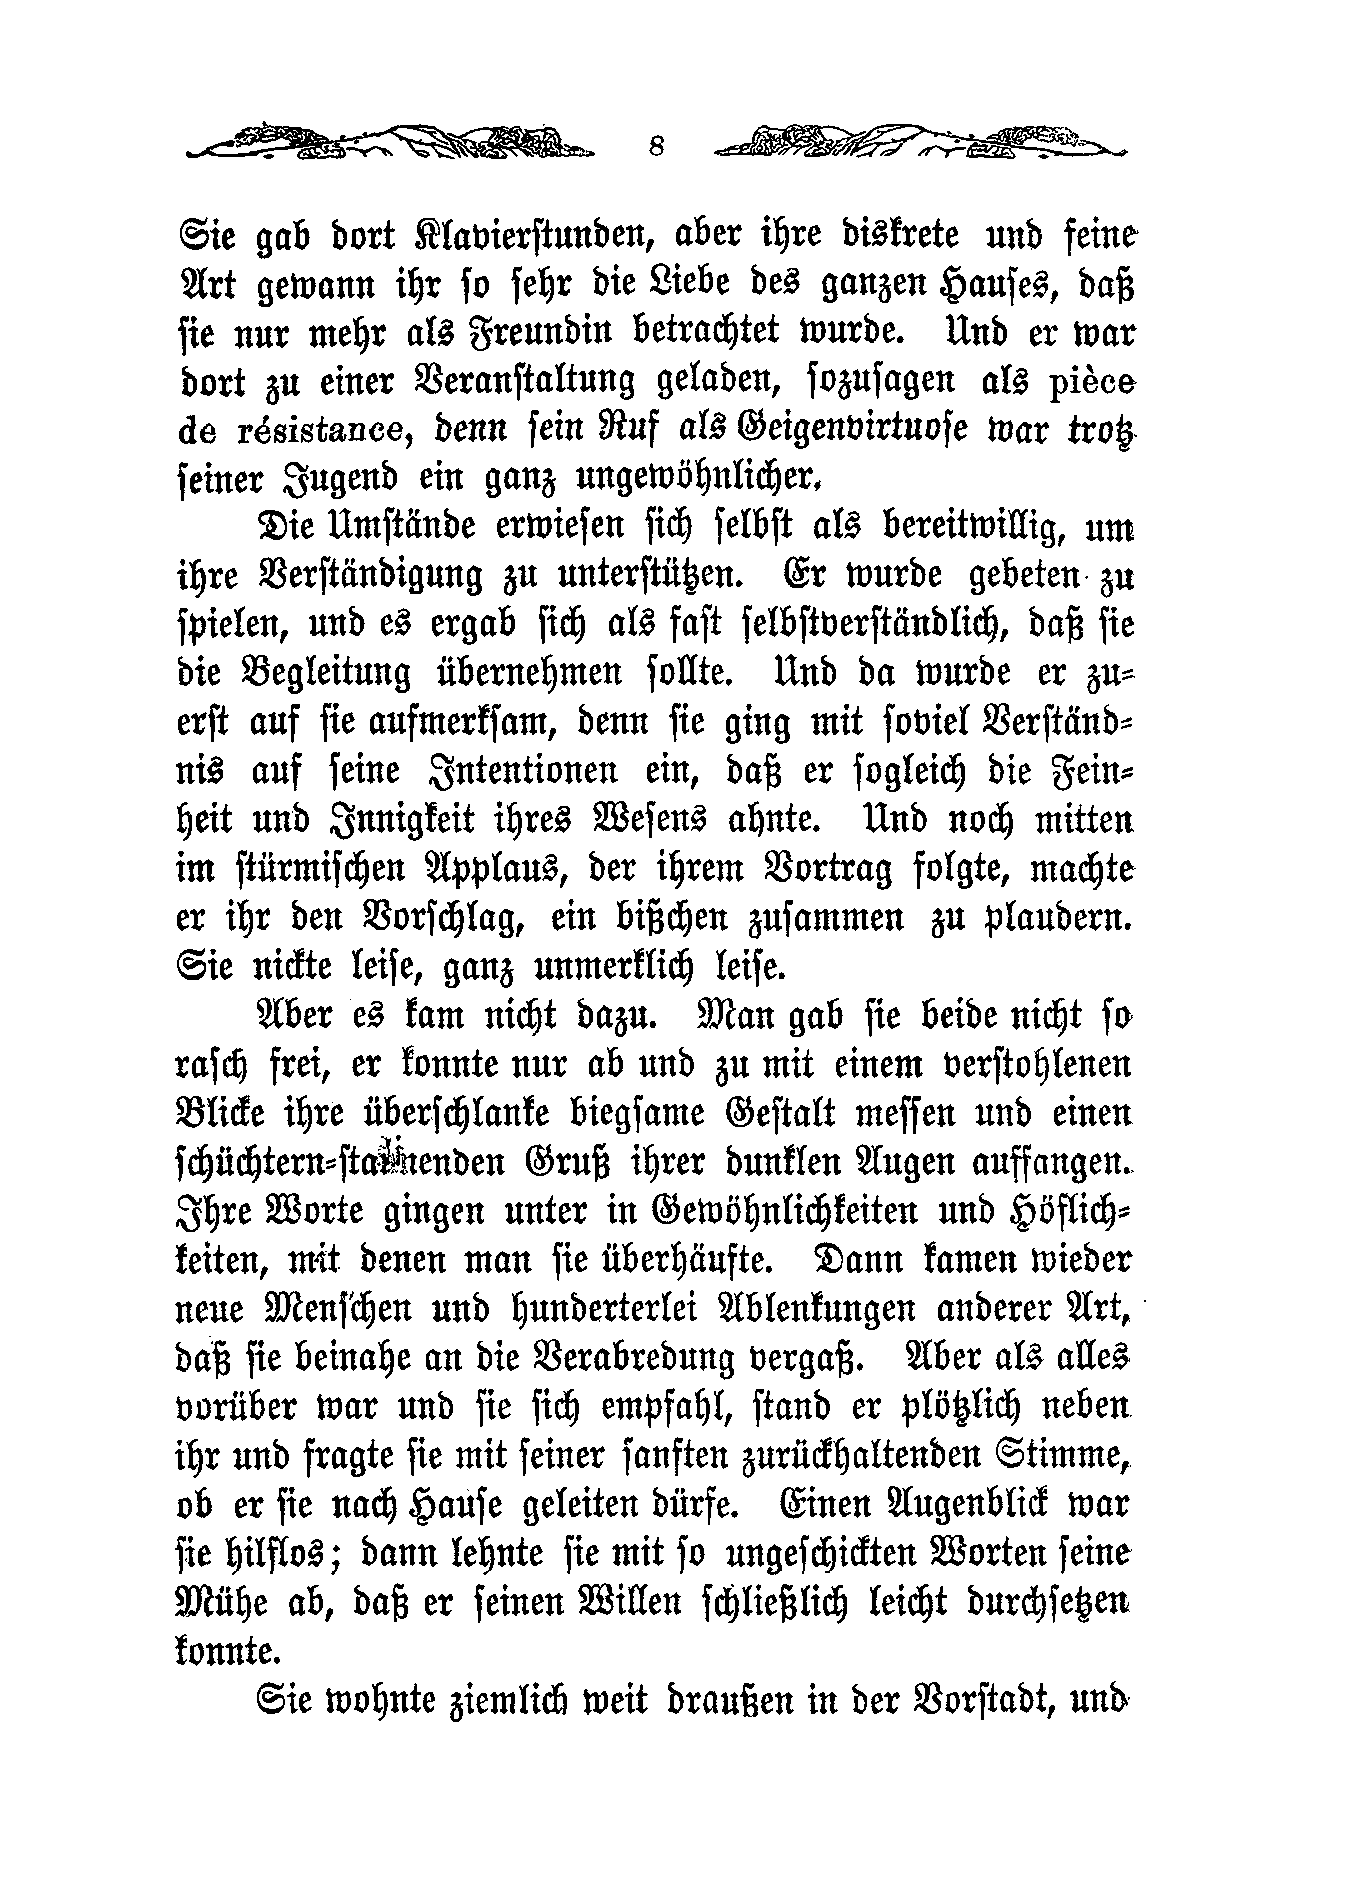 8
Sie gab dort Klavierstunden, aber ihre diskrete und feine
Art gewann ihr so sehr die Liebe des ganzen Hauses, daß
sie nur mehr als Freundin betrachtet wurde. Und er war
dort zu einer Veranstaltung geladen, sozusagen als pièce
de résistance, denn sein Ruf als Geigenvirtuose war trotz
seiner Jugend ein ganz ungewöhnlicher.
Die Umstände erwiesen sich selbst als bereitwillig, um
ihre Verständigung zu unterstützen. Er wurde gebeten zu
spielen, und es ergab sich als fast selbstverständlich, daß sie
die Begleitung übernehmen sollte. Und da wurde er zu-
erst auf sie aufmerksam, denn sie ging mit soviel Verständ-
nis auf seine Intentionen ein, daß er sogleich die Fein-
heit und Innigkeit ihres Wesens ahnte. Und noch mitten
im stürmischen Applaus, der ihrem Vortrag folgte, machte
er ihr den Vorschlag, ein bißchen zusammen zu plaudern.
Sie nickte leise, ganz unmerklich leise.
Aber es kam nicht dazu. Man gab sie beide nicht so
rasch frei, er konnte nur ab und zu mit einem verstohlenen
Blicke ihre überschlanke biegsame Gestalt messen und einen
schüchtern-staunenden Gruß ihrer dunklen Augen auffangen.
Ihre Worte gingen unter in Gewöhnlichkeiten und Höflich-
keiten, mit denen man sie überhäufte. Dann kamen wieder
neue Menschen und hunderterlei Ablenkungen anderer Art,
daß sie beinahe an die Verabredung vergaß. Aber als alles
vorüber war und sie sich empfahl, stand er plötzlich neben
ihr und fragte sie mit seiner sanften zurückhaltenden Stimme,
ob er sie nach Hause geleiten dürfe. Einen Augenblick war
sie hilflos; dann lehnte sie mit so ungeschickten Worten seine
Mühe ab, daß er seinen Willen schließlich leicht durchsetzen
konnte.
Sie wohnte ziemlich weit draußen in der Vorstadt, und